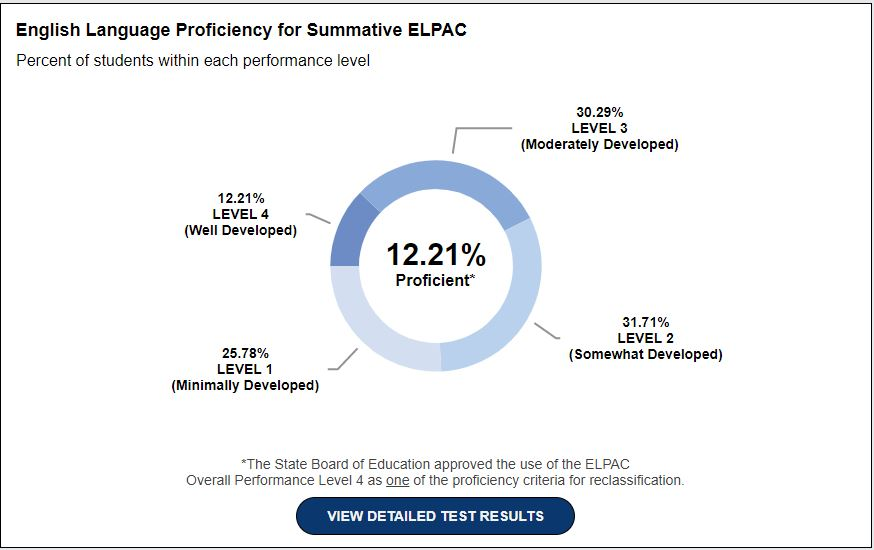 English Language Proficiency for Summative ELPAC
Percent of students within each performance level
30.29%
LEVEL 3
(Moderately Developed)
12.21%
LEVEL 4
(Well Developed)
12.21%
Proficient*
31.71%
LEVEL 2
(Somewhat Developed)
25.78%
LEVEL 1
(Minimally Developed)
*The State Board of Education approved the use of the ELPAC
Overall Performance Level 4 as one of the proficiency criteria for reclassification.
VIEW DETAILED TEST RESULTS